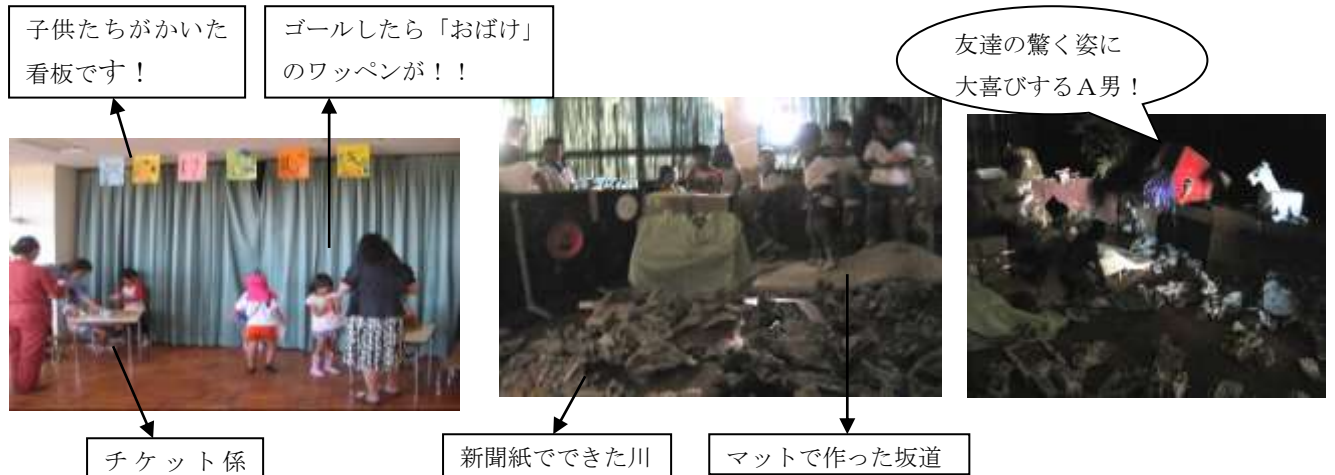 子供たちがかいた
看板です！
ゴールしたら「おばけ」
のワッペンが！！
友達の驚く姿に
大喜びするＡ男！
チケット係
新聞紙でできた川
マットで作った坂道